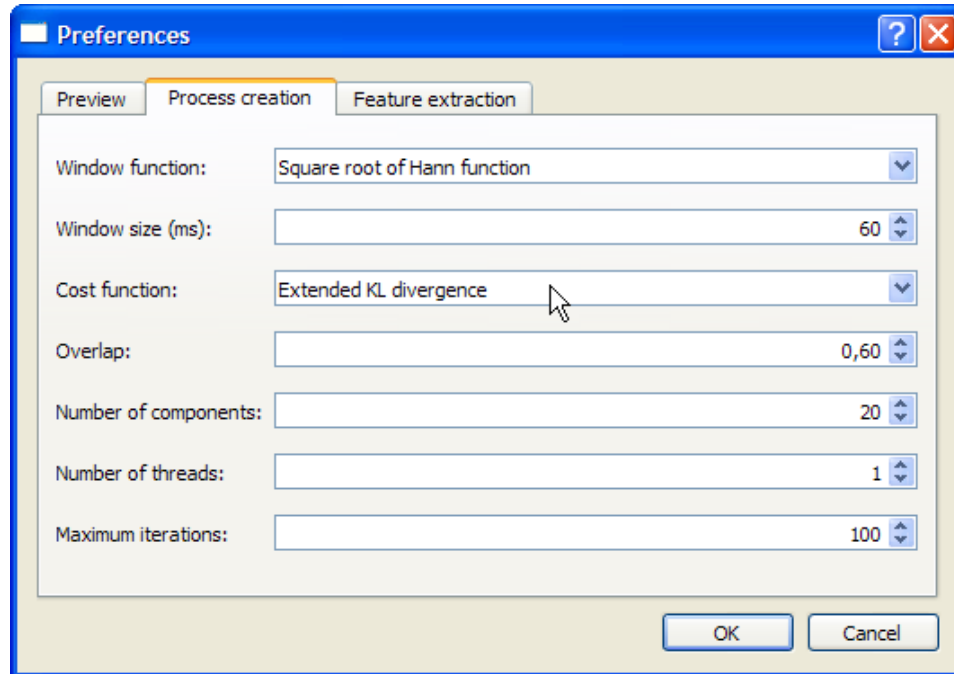 Preferences
?
Preview Process creation Feature extraction
Window function: Square root of Hann function
Window size (ms): 60
Cost function: Extended KL divergence
Overlap: 0,60
Number of components: 20
Number of threads: 1
Maximum iterations: 100
OK Cancel